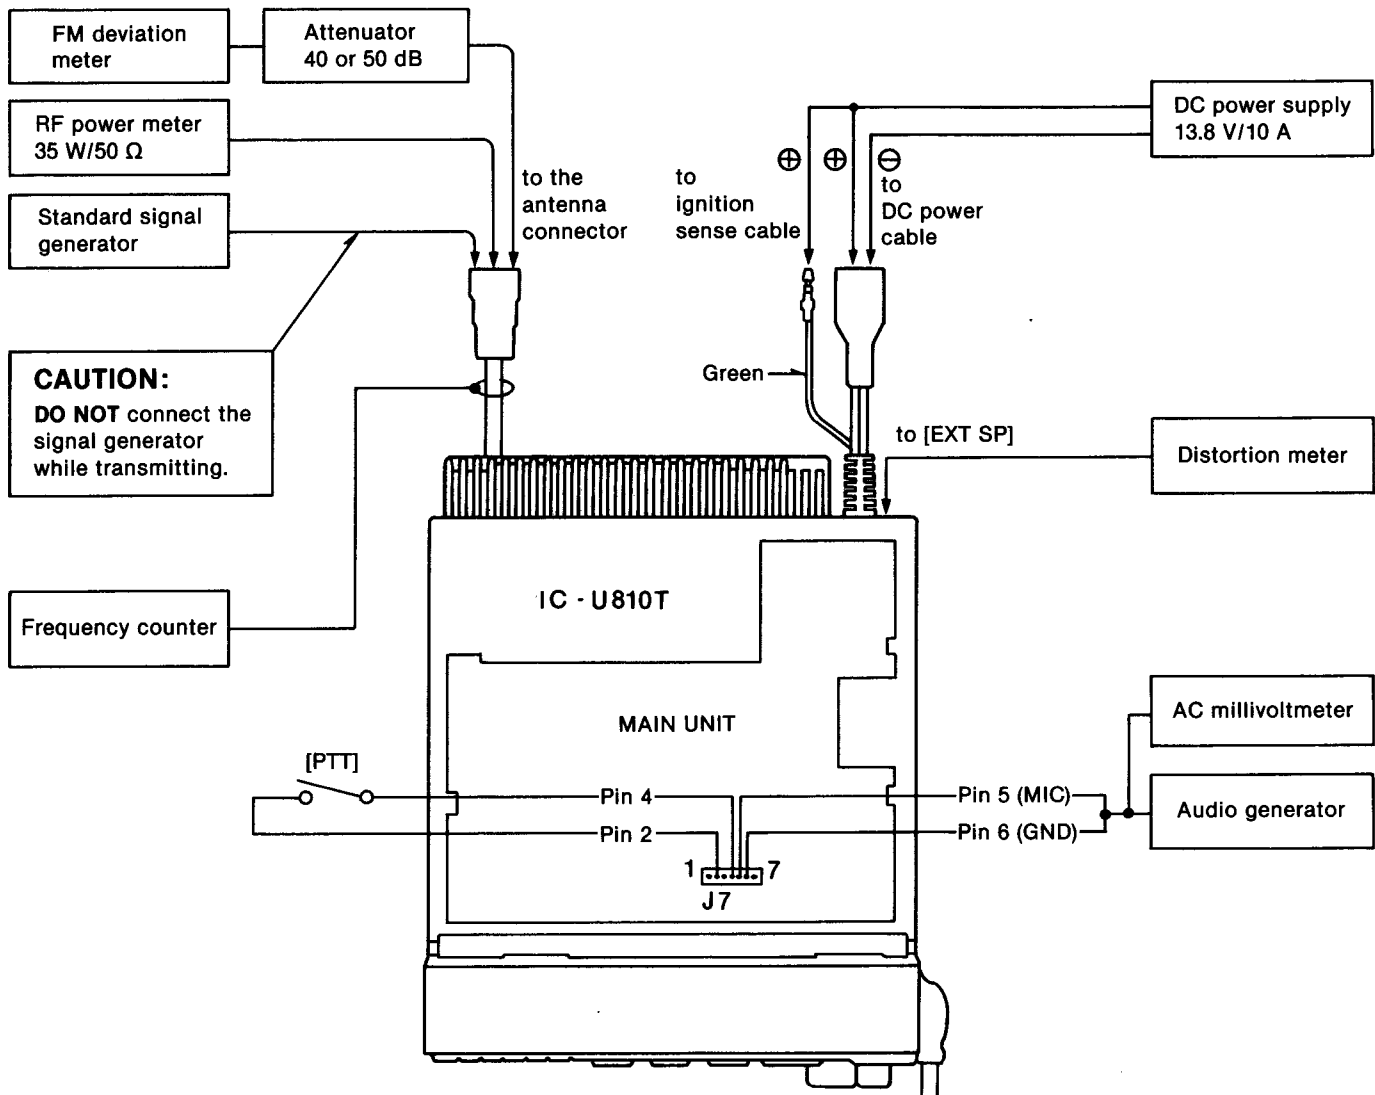 FM deviation
meter
Attenuator
40 or 50 dB
RF power meter
35 W/50 Ω
Standard signal
generator
to the
antenna
connector
to
ignition
sense cable
⊕
⊕
⊖
to
DC power
cable
DC power supply
13.8 V/10 A
CAUTION:
DO NOT connect the
signal generator
while transmitting.
Green
to [EXT SP]
Distortion meter
Frequency counter
IC - U810T
MAIN UNIT
[PTT]
Pin 4
Pin 2
Pin 5 (MIC)
Pin 6 (GND)
AC millivoltmeter
Audio generator
1
7
J7